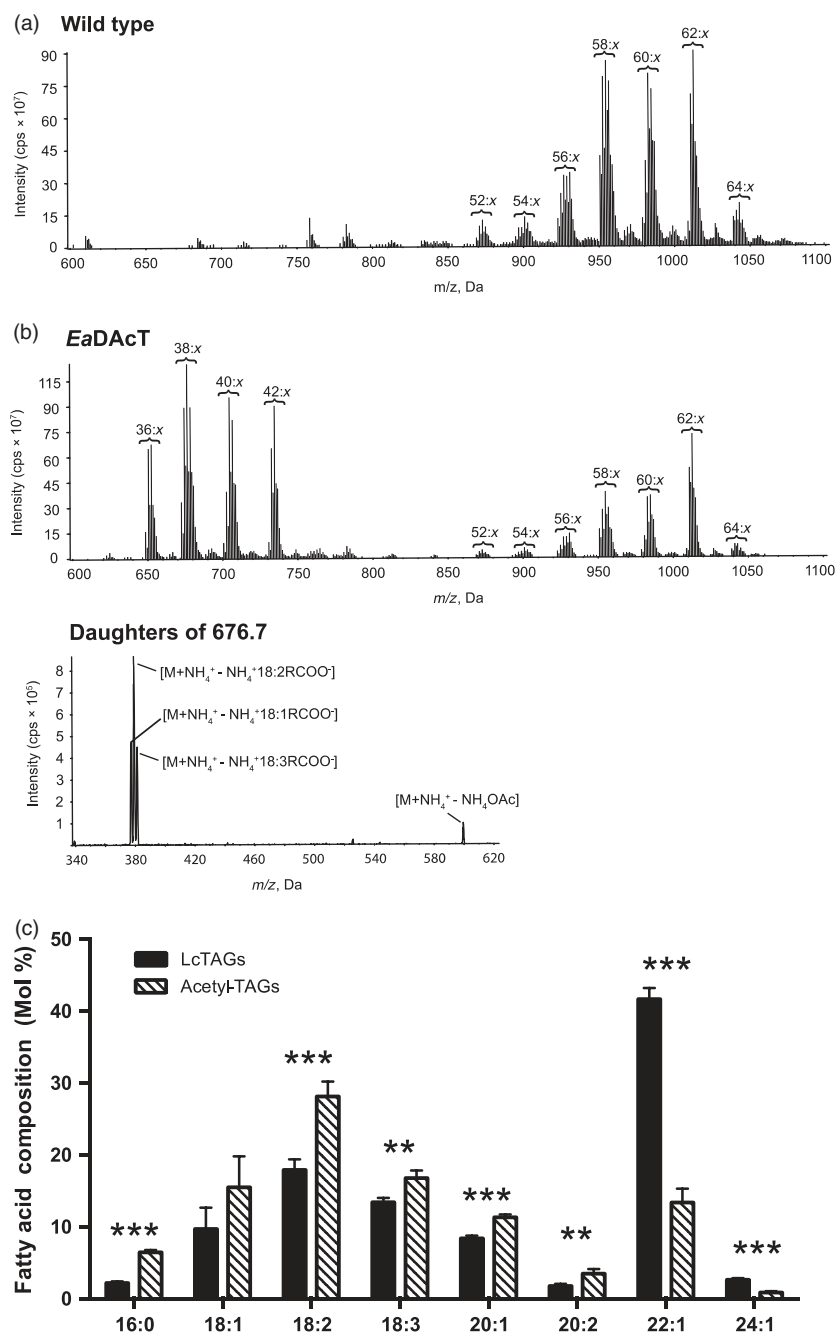 (a) Wild type
58:x 60:x 62:x
56:x
52:x 54:x 64:x
Intensity (cps × 10⁷)
90
75
60
45
30
15
0
600 650 700 750 800 850 900 950 1000 1050 1100
m/z, Da
(b) EaDAcT
38:x
40:x 42:x
36:x
62:x
58:x 60:x
56:x
52:x 54:x 64:x
Intensity (cps × 10⁷)
115
90
75
60
45
30
15
0
600 650 700 750 800 850 900 950 1000 1050 1100
m/z, Da
Daughters of 676.7
[M+NH₄⁺ - NH₄⁺18:2RCOO⁻]
[M+NH₄⁺ - NH₄⁺18:1RCOO⁻]
[M+NH₄⁺ - NH₄⁺18:3RCOO⁻]
[M+NH₄⁺ - NH₄OAc]
Intensity (cps × 10⁶)
8
7
6
5
4
3
2
1
340 380 420 460 500 540 580 620
m/z, Da
(c)
LcTAGs
Acetyl-TAGs
Fatty acid composition (Mol %)
50
40
30
20
10
0
*** *** ** *** ** *** ***
16:0 18:1 18:2 18:3 20:1 20:2 22:1 24:1